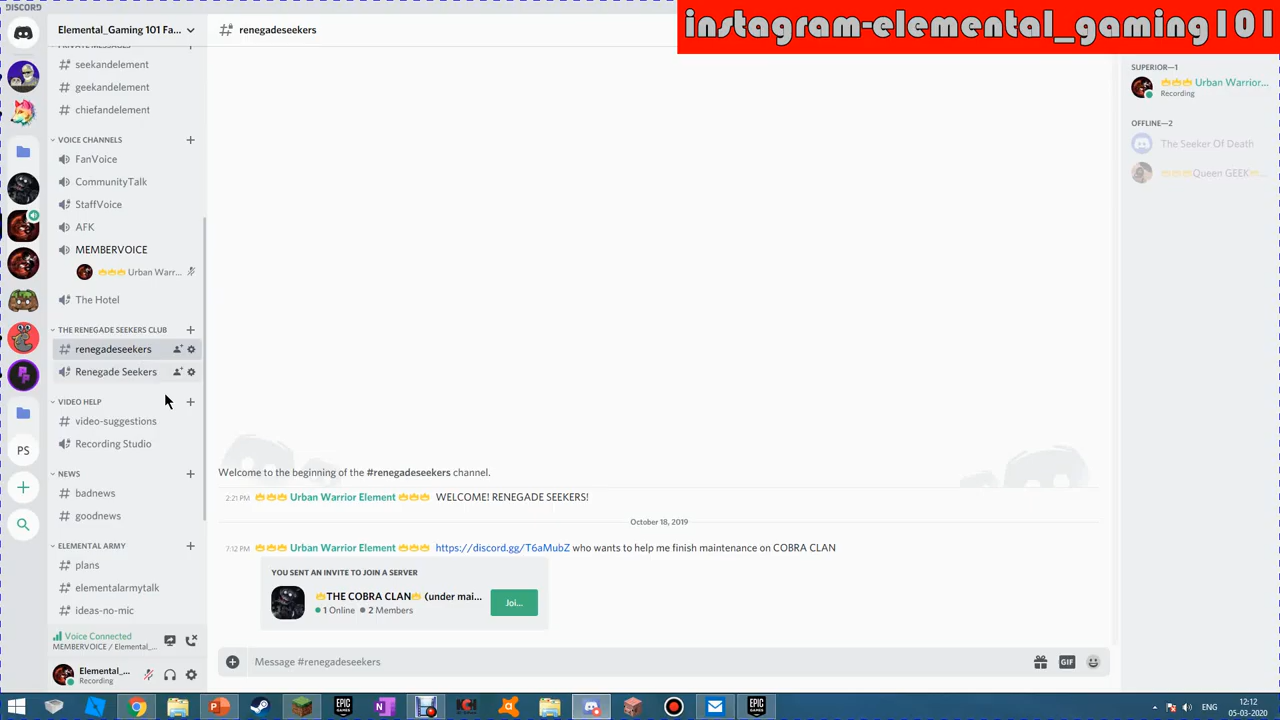 DISCORD
instagram-elemental_gaming101
Elemental_Gaming 101 Fa...
PRIVATE MESSAGES
seekandelement
geekandelement
chiefandelement
VOICE CHANNELS
FanVoice
CommunityTalk
StaffVoice
AFK
MEMBERVOICE
Urban Warr...
The Hotel
THE RENEGADE SEEKERS CLUB
renegadeseekers
Renegade Seekers
VIDEO HELP
video-suggestions
Recording Studio
NEWS
badnews
goodnews
ELEMENTAL ARMY
plans
elementalarmytalk
ideas-no-mic
Voice Connected
MEMBERVOICE / Elemental_...
Elemental_...
Recording
PS
renegadeseekers
Welcome to the beginning of the #renegadeseekers channel.
2:21 PM 👑👑👑 Urban Warrior Element 👑👑👑 WELCOME! RENEGADE SEEKERS!
October 18, 2019
7:12 PM 👑👑👑 Urban Warrior Element 👑👑👑 https://discord.gg/T6aMubZ who wants to help me finish maintenance on COBRA CLAN
YOU SENT AN INVITE TO JOIN A SERVER
👑THE COBRA CLAN👑 (under mai...
1 Online 2 Members
Joi...
Message #renegadeseekers
GIF
SUPERIOR—1
👑👑👑 Urban Warrior...
Recording
OFFLINE—2
The Seeker Of Death
👑👑👑Queen GEEK👑...
EPIC GAMES
EPIC GAMES
ENG
12:12
05-03-2020